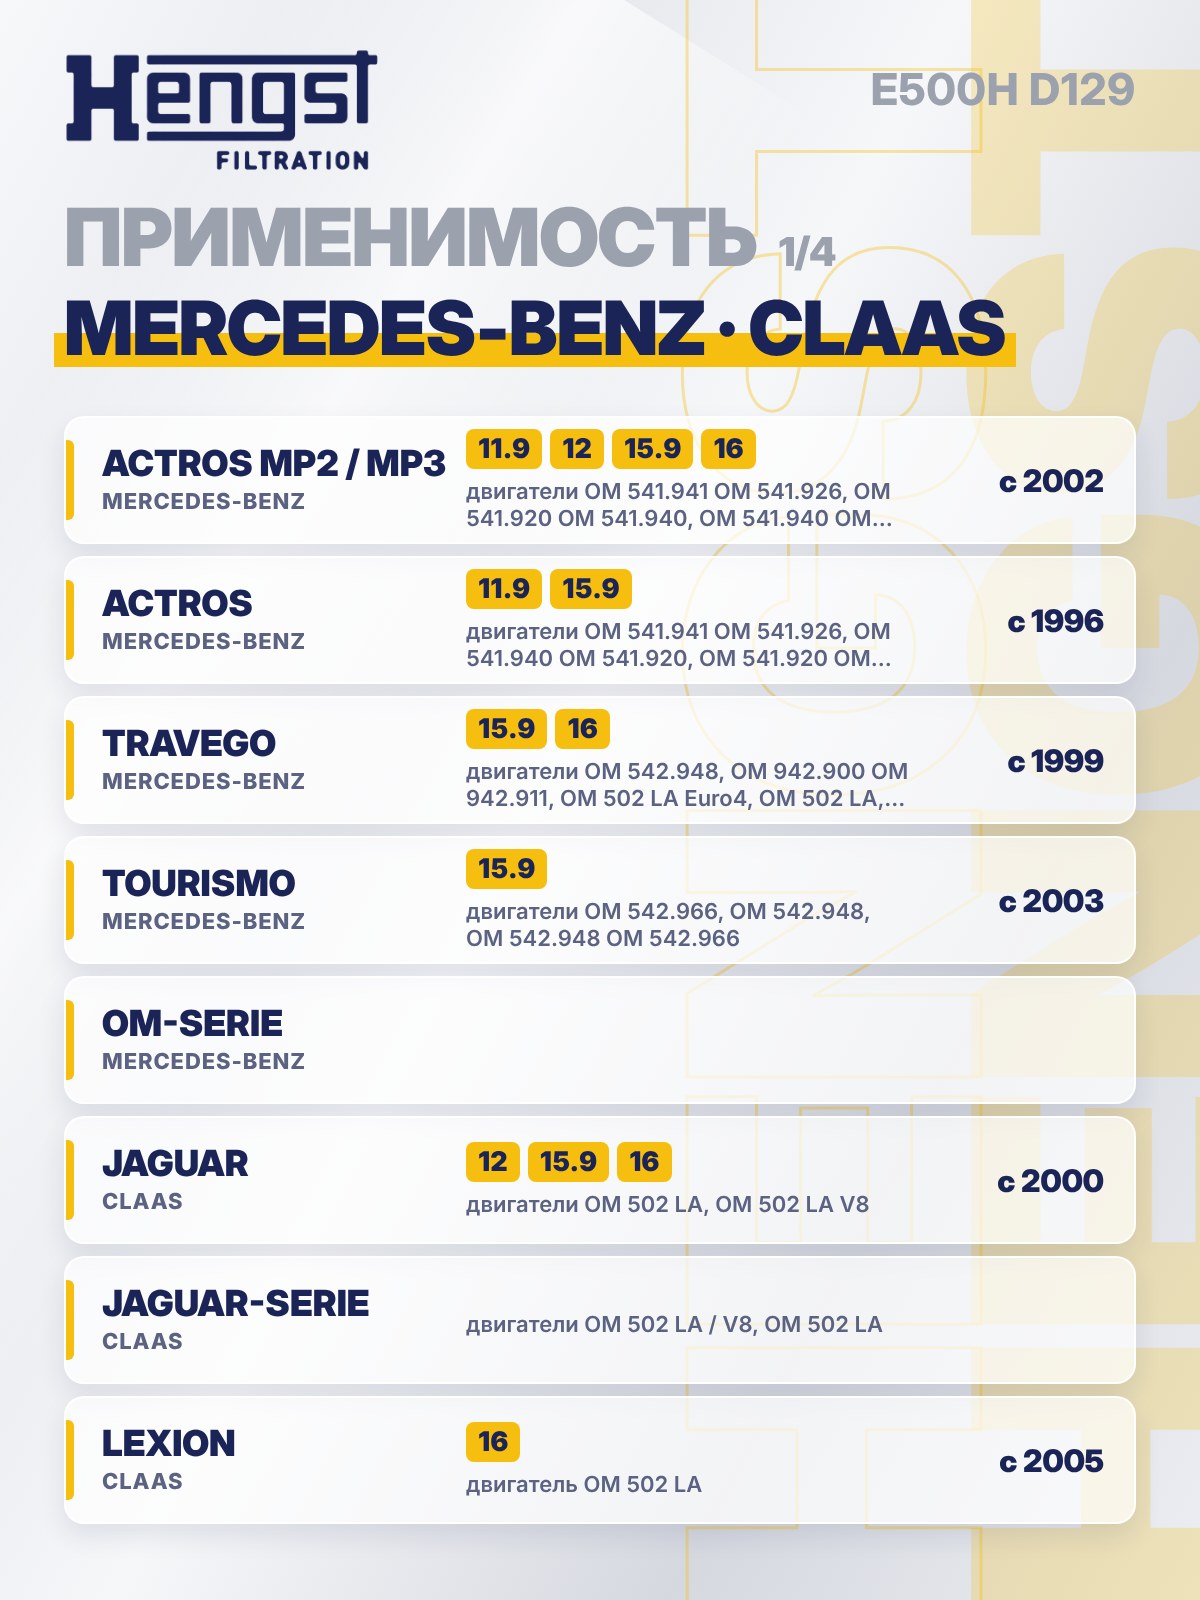 Hengst
FILTRATION
E500H D129
ПРИМЕНИМОСТЬ 1/4
MERCEDES-BENZ · CLAAS
ACTROS MP2 / MP3
MERCEDES-BENZ
11.9 12 15.9 16
двигатели OM 541.941 OM 541.926, OM
541.920 OM 541.940, OM 541.940 OM...
с 2002
ACTROS
MERCEDES-BENZ
11.9 15.9
двигатели OM 541.941 OM 541.926, OM
541.940 OM 541.920, OM 541.920 OM...
с 1996
TRAVEGO
MERCEDES-BENZ
15.9 16
двигатели OM 542.948, OM 942.900 OM
942.911, OM 502 LA Euro4, OM 502 LA,...
с 1999
TOURISMO
MERCEDES-BENZ
15.9
двигатели OM 542.966, OM 542.948,
OM 542.948 OM 542.966
с 2003
OM-SERIE
MERCEDES-BENZ
JAGUAR
CLAAS
12 15.9 16
двигатели OM 502 LA, OM 502 LA V8
с 2000
JAGUAR-SERIE
CLAAS
двигатели OM 502 LA / V8, OM 502 LA
LEXION
CLAAS
16
двигатель OM 502 LA
с 2005
HENGST